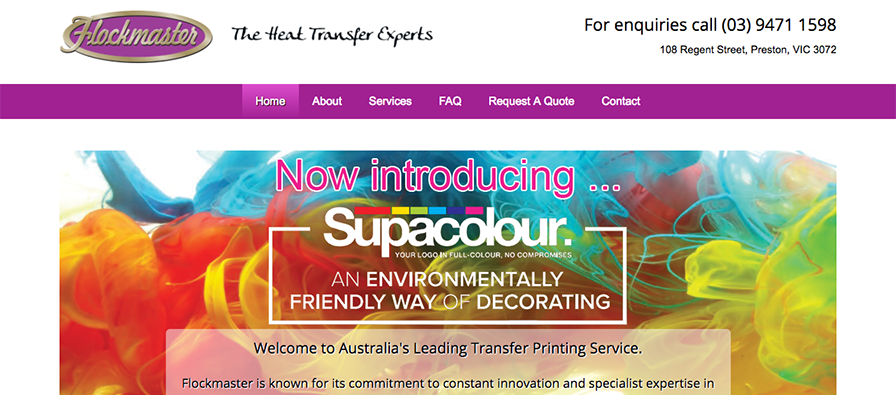 Flockmaster
The Heat Transfer Experts
For enquiries call (03) 9471 1598
108 Regent Street, Preston, VIC 3072
Home About Services FAQ Request A Quote Contact
Now introducing ...
Supacolour.
YOUR LOGO IN FULL-COLOUR, NO COMPROMISES
AN ENVIRONMENTALLY
FRIENDLY WAY OF DECORATING
Welcome to Australia's Leading Transfer Printing Service.
Flockmaster is known for its commitment to constant innovation and specialist expertise in